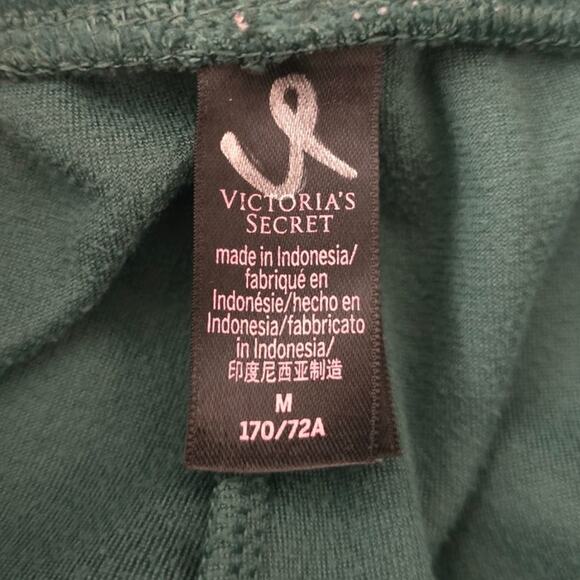 VICTORIA'S
SECRET
made in Indonesia/
fabriqué en
Indonésie/hecho en
Indonesia/fabbricato
in Indonesia/
印度尼西亚制造
M
170/72A